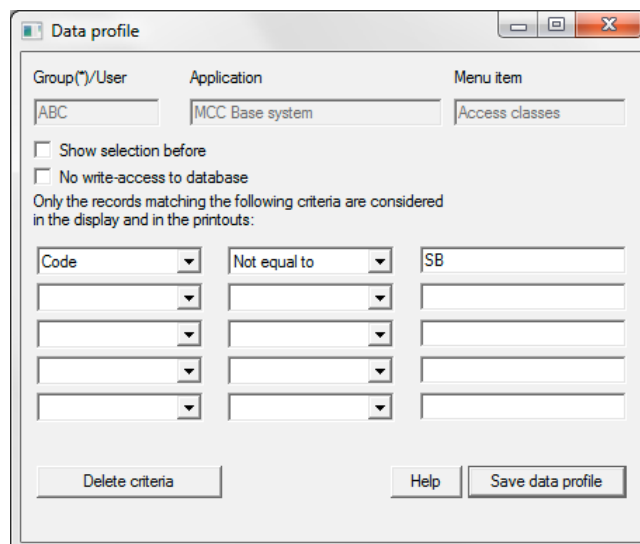 Data profile
Group(*)/User Application Menu item
ABC MCC Base system Access classes
Show selection before
No write-access to database
Only the records matching the following criteria are considered
in the display and in the printouts:
Code Not equal to SB
Delete criteria Help Save data profile